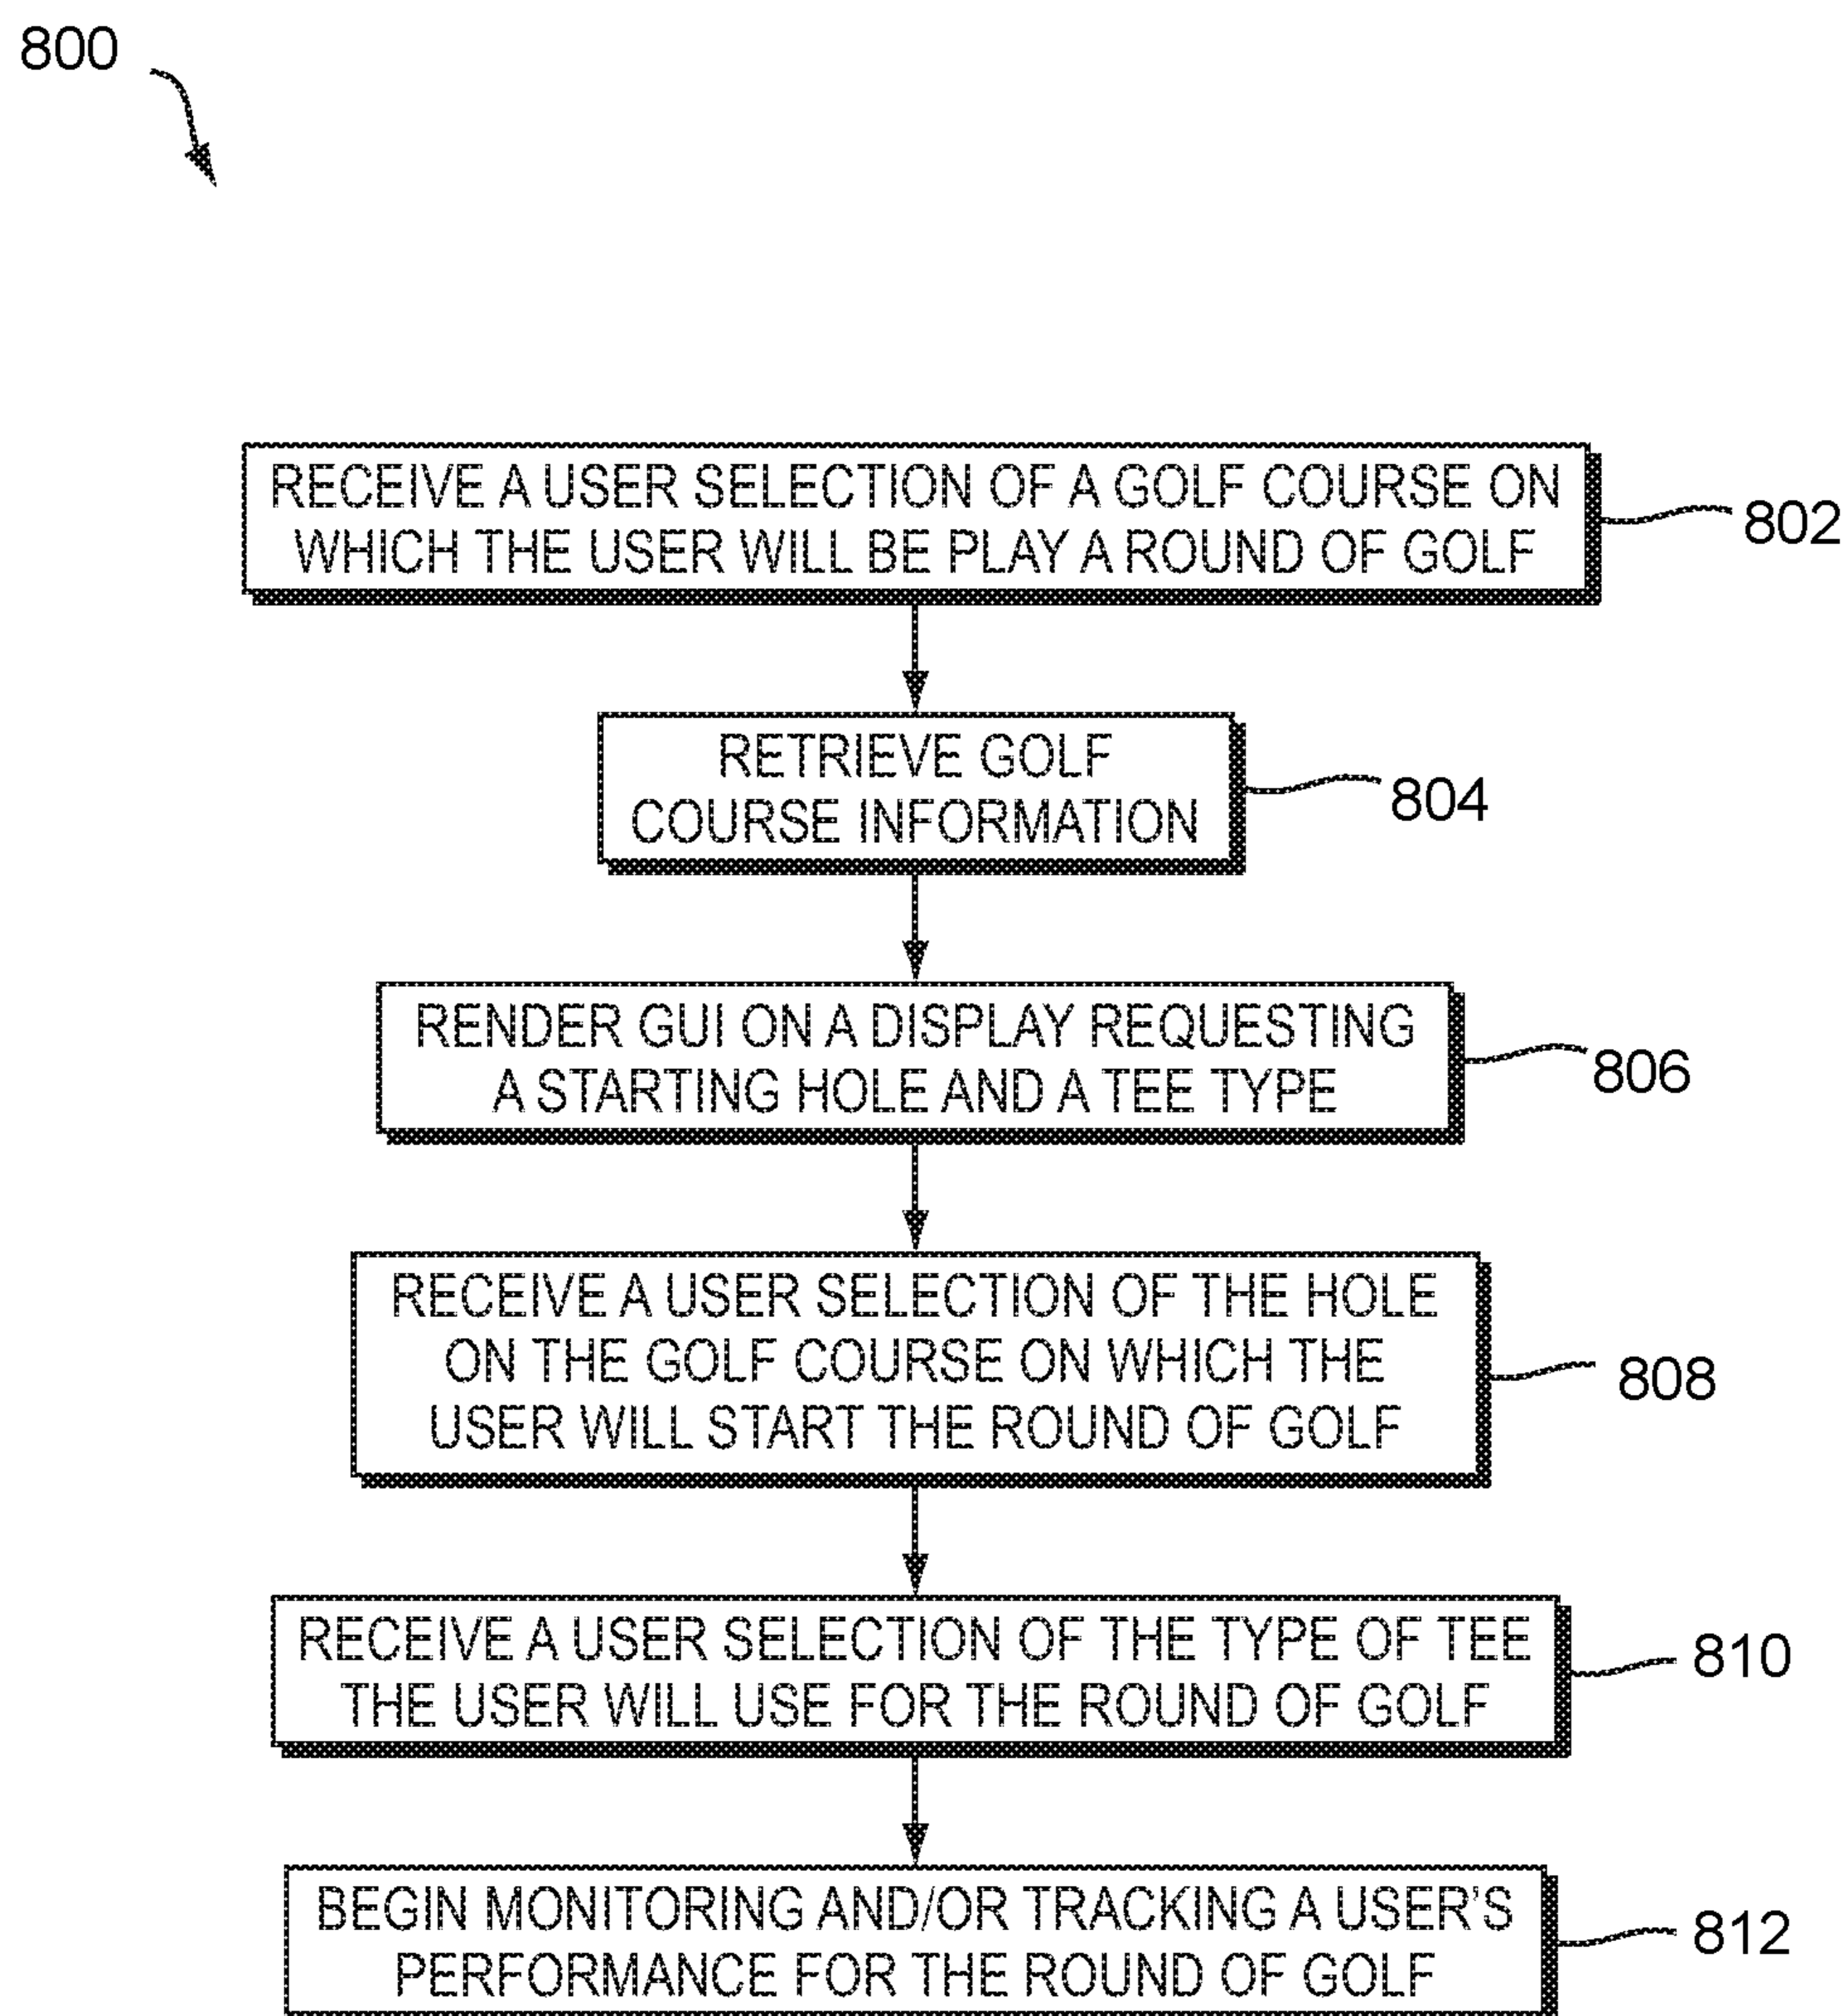 800
RECEIVE A USER SELECTION OF A GOLF COURSE ON
WHICH THE USER WILL BE PLAY A ROUND OF GOLF
802
RETRIEVE GOLF
COURSE INFORMATION
804
RENDER GUI ON A DISPLAY REQUESTING
A STARTING HOLE AND A TEE TYPE
806
RECEIVE A USER SELECTION OF THE HOLE
ON THE GOLF COURSE ON WHICH THE
USER WILL START THE ROUND OF GOLF
808
RECEIVE A USER SELECTION OF THE TYPE OF TEE
THE USER WILL USE FOR THE ROUND OF GOLF
810
BEGIN MONITORING AND/OR TRACKING A USER'S
PERFORMANCE FOR THE ROUND OF GOLF
812